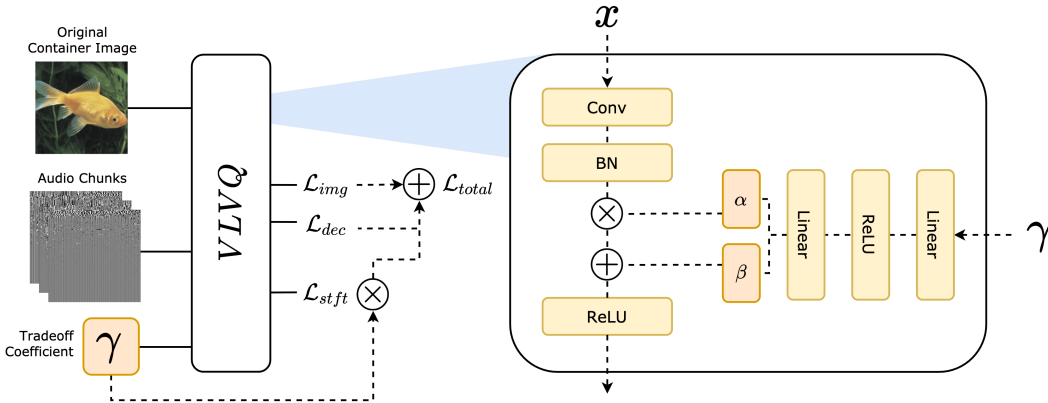 Original
Container Image
Audio Chunks
Tradeoff
Coefficient
γ
VLVQ
ℒ_img
ℒ_total
ℒ_dec
ℒ_stft
x
Conv
BN
α
β
Linear
ReLU
Linear
γ
ReLU